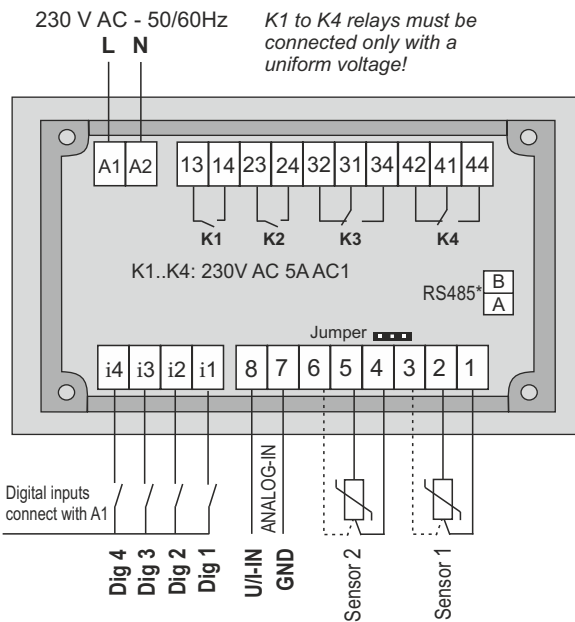 230 V AC - 50/60Hz
L N
K1 to K4 relays must be
connected only with a
uniform voltage!
A1 A2
13 14 23 24 32 31 34 42 41 44
K1 K2 K3 K4
K1..K4: 230V AC 5A AC1
RS485*
B
A
Jumper
i4 i3 i2 i1
8 7 6 5 4 3 2 1
Digital inputs
connect with A1
Dig 4
Dig 3
Dig 2
Dig 1
U/I-IN
ANALOG-IN
GND
Sensor 2
Sensor 1